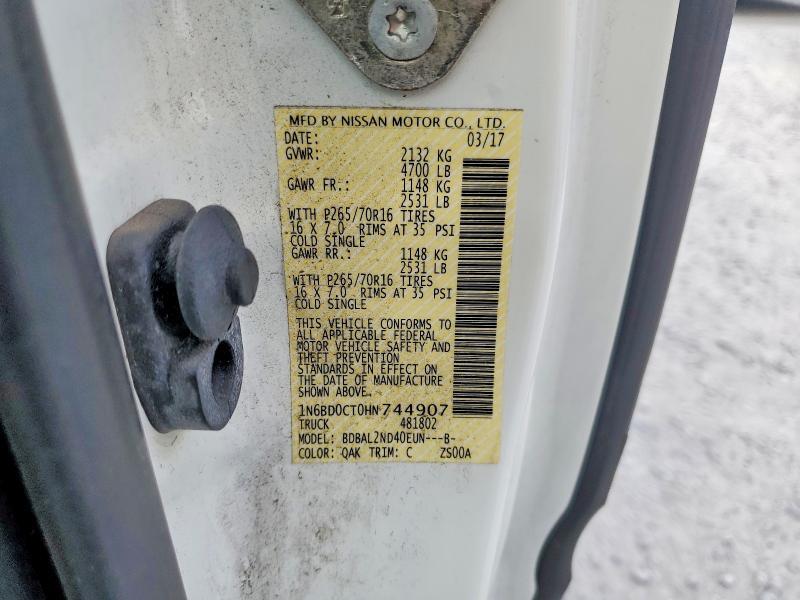 MFD BY NISSAN MOTOR CO., LTD.
DATE: 03/17
GVWR: 2132 KG
4700 LB
GAWR FR.: 1148 KG
2531 LB
WITH P265/70R16 TIRES
16 X 7.0 RIMS AT 35 PSI
COLD SINGLE
GAWR RR.: 1148 KG
2531 LB
WITH P265/70R16 TIRES
16 X 7.0 RIMS AT 35 PSI
COLD SINGLE
THIS VEHICLE CONFORMS TO
ALL APPLICABLE FEDERAL
MOTOR VEHICLE SAFETY AND
THEFT PREVENTION
STANDARDS IN EFFECT ON
THE DATE OF MANUFACTURE
SHOWN ABOVE.
1N6BD0CT0HN744907
TRUCK 481802
MODEL: BDBAL2ND40EUN---B-
COLOR: QAK TRIM: C ZS00A